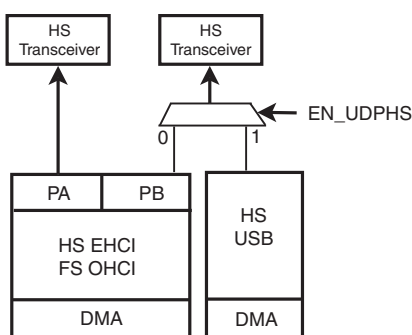 HS
Transceiver
HS
Transceiver
EN_UDPHS
0
1
PA
PB
HS EHCI
FS OHCI
DMA
HS
USB
DMA